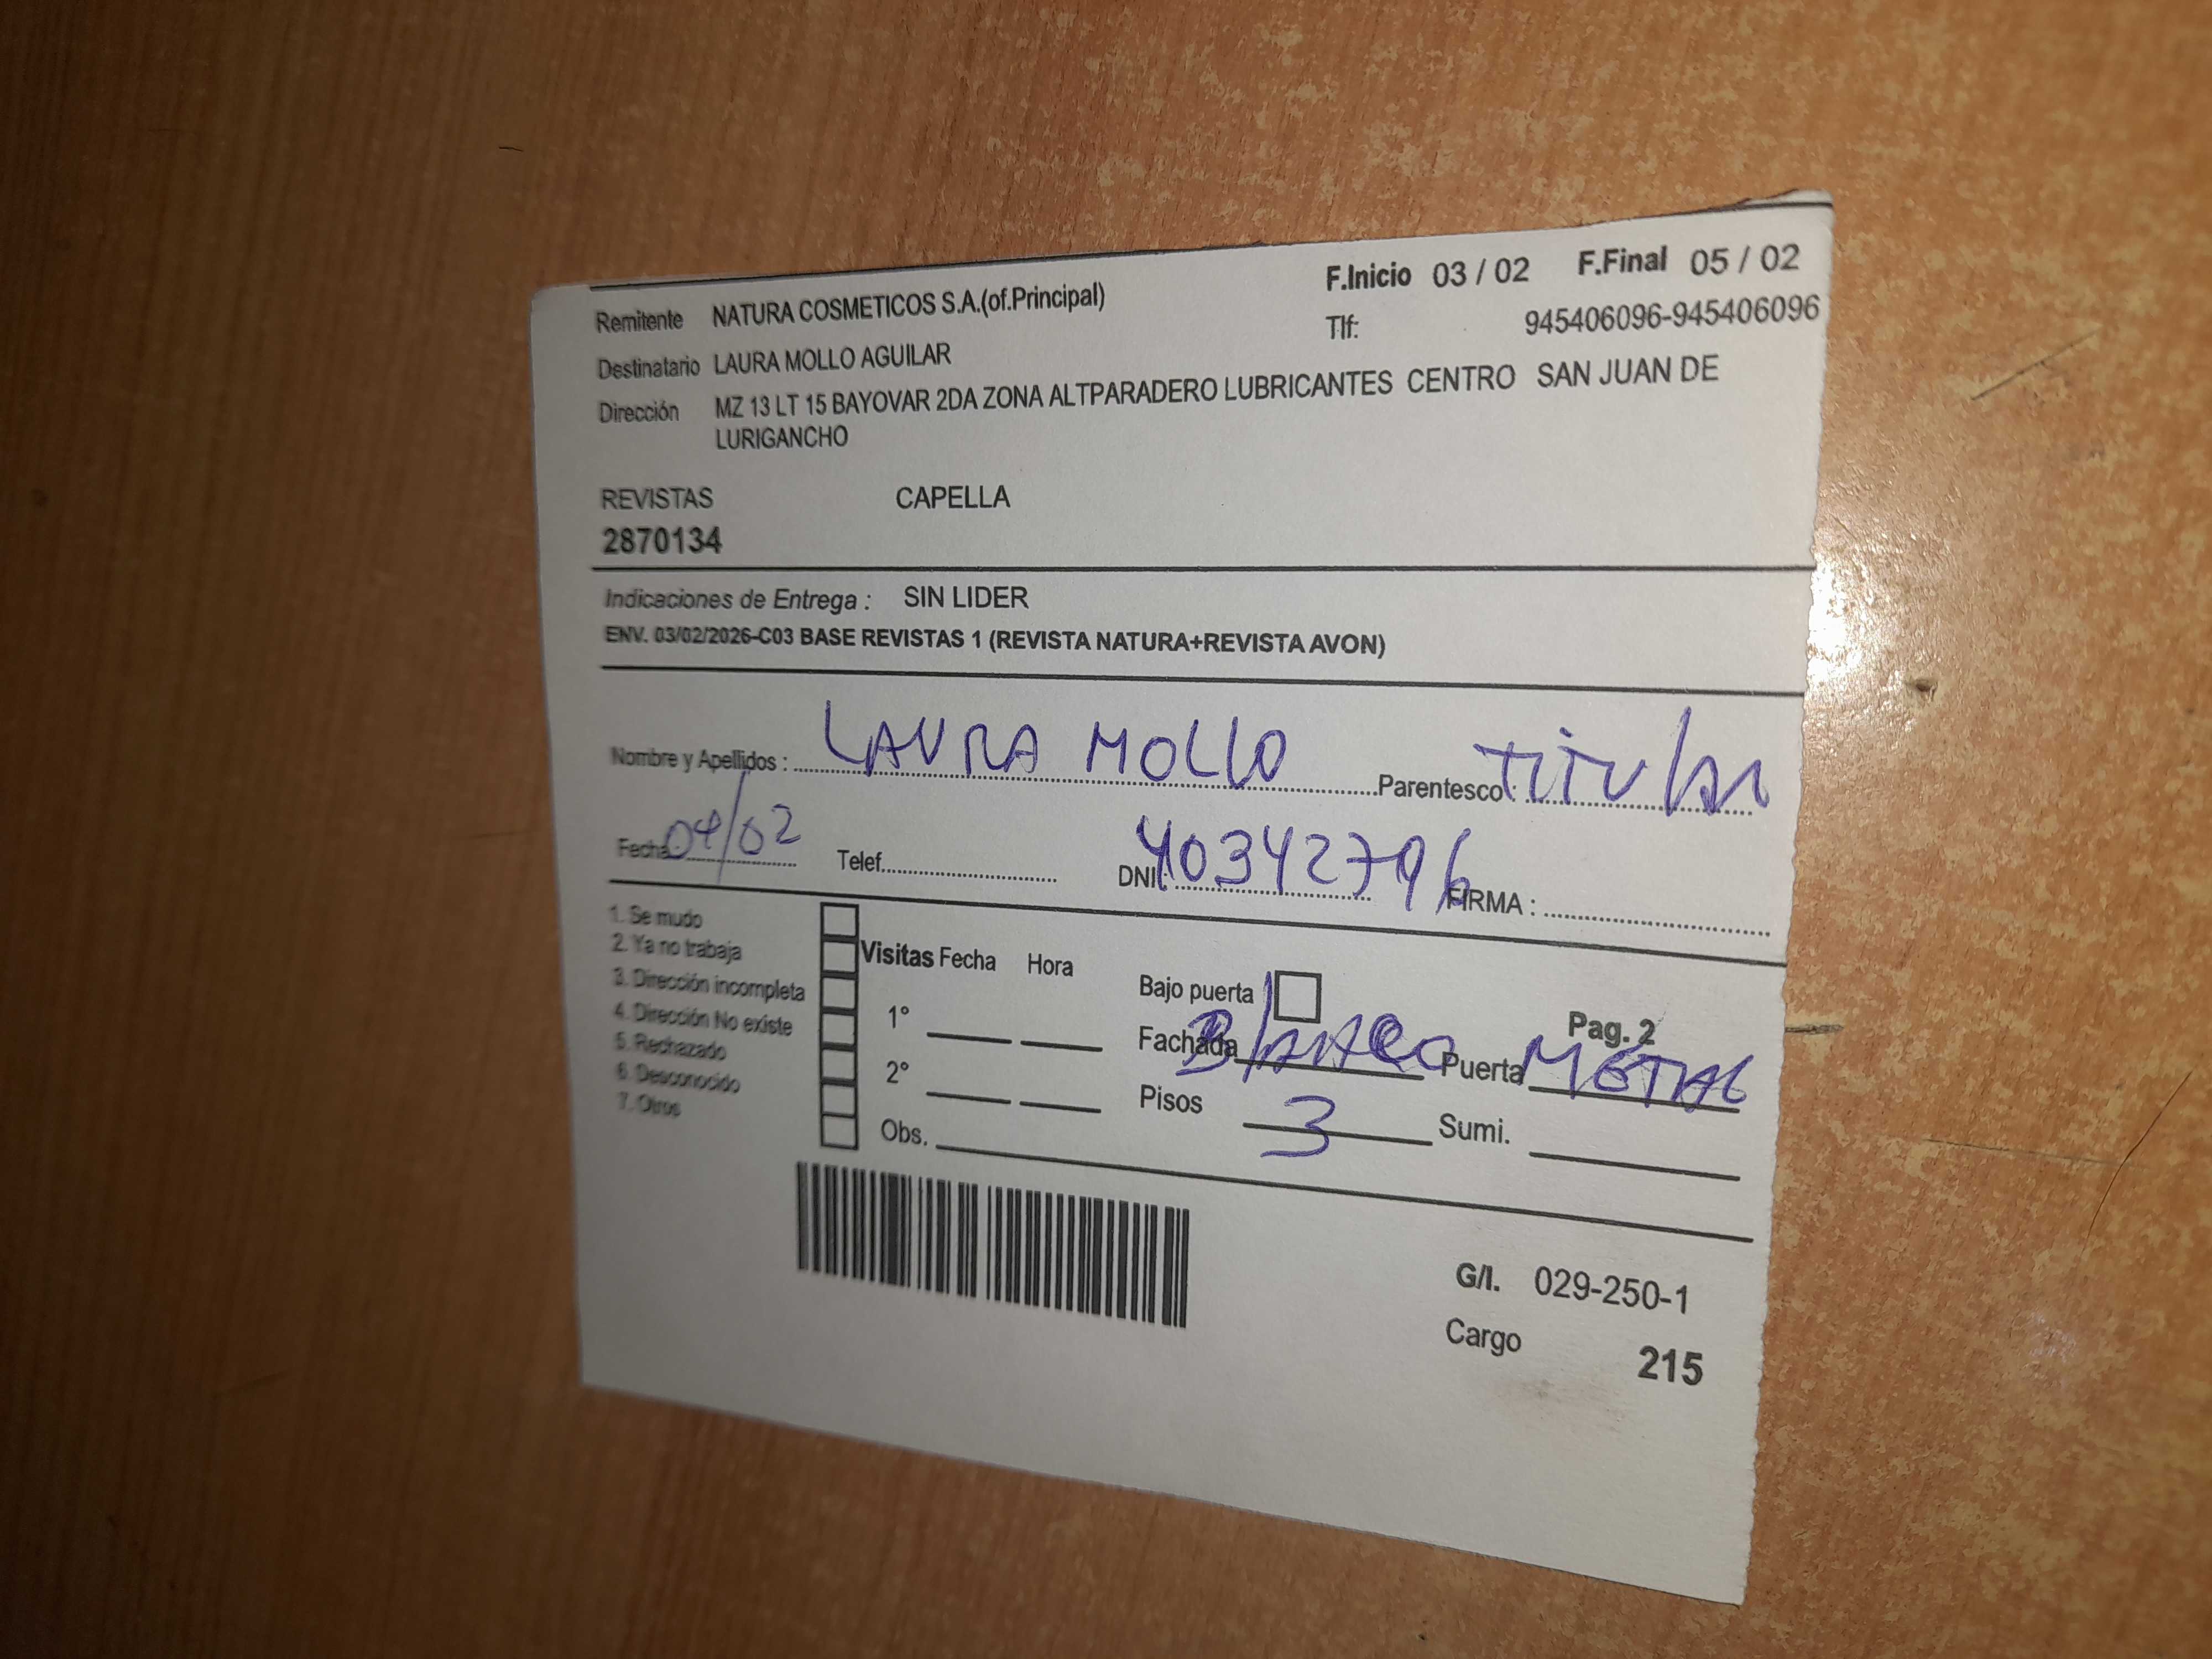 F.Inicio 03 / 02 F.Final 05 / 02
Remitente NATURA COSMETICOS S.A.(of.Principal)
Tlf: 945406096-945406096
Destinatario LAURA MOLLO AGUILAR
Dirección MZ 13 LT 15 BAYOVAR 2DA ZONA ALTPARADERO LUBRICANTES CENTRO SAN JUAN DE
LURIGANCHO
REVISTAS CAPELLA
2870134
Indicaciones de Entrega : SIN LIDER
ENV. 03/02/2026-C03 BASE REVISTAS 1 (REVISTA NATURA+REVISTA AVON)
Nombre y Apellidos : LAURA MOLLO Parentesco : TiTulAR
Fecha: 04/02 Telef. DNI: 40342796 FIRMA :
1. Se mudo
2. Ya no trabaja
3. Dirección incompleta
4. Dirección No existe
5. Rechazado
6. Desconocido
7. Otros
Visitas Fecha Hora
1°
2°
Obs.
Bajo puerta
Pag. 2
Fachada BlANCO Puerta METAL
Pisos 3 Sumi.
G/I. 029-250-1
Cargo 215